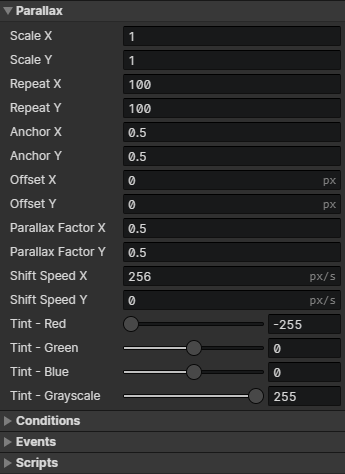 Parallax
Scale X 1
Scale Y 1
Repeat X 100
Repeat Y 100
Anchor X 0.5
Anchor Y 0.5
Offset X 0 px
Offset Y 0 px
Parallax Factor X 0.5
Parallax Factor Y 0.5
Shift Speed X 256 px/s
Shift Speed Y 0 px/s
Tint - Red -255
Tint - Green 0
Tint - Blue 0
Tint - Grayscale 255
Conditions
Events
Scripts